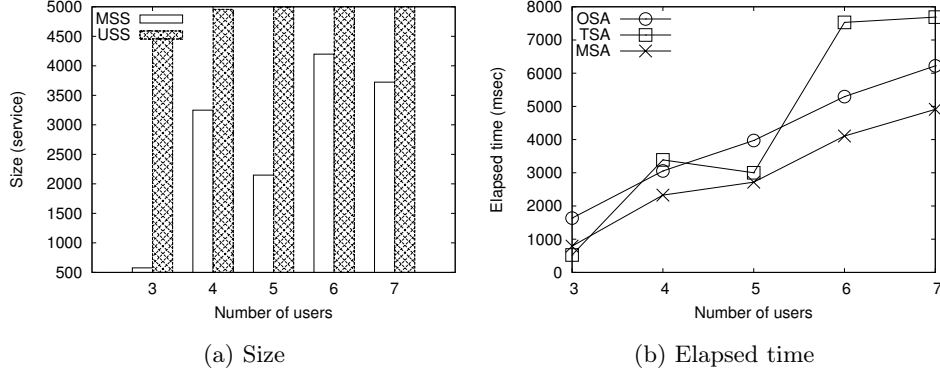 MSS
USS
5000
4500
4000
3500
3000
2500
2000
1500
1000
500
Size (service)
3 4 5 6 7
Number of users
(a) Size
OSA
TSA
MSA
8000
7000
6000
5000
4000
3000
2000
1000
0
Elapsed time (msec)
3 4 5 6 7
Number of users
(b) Elapsed time